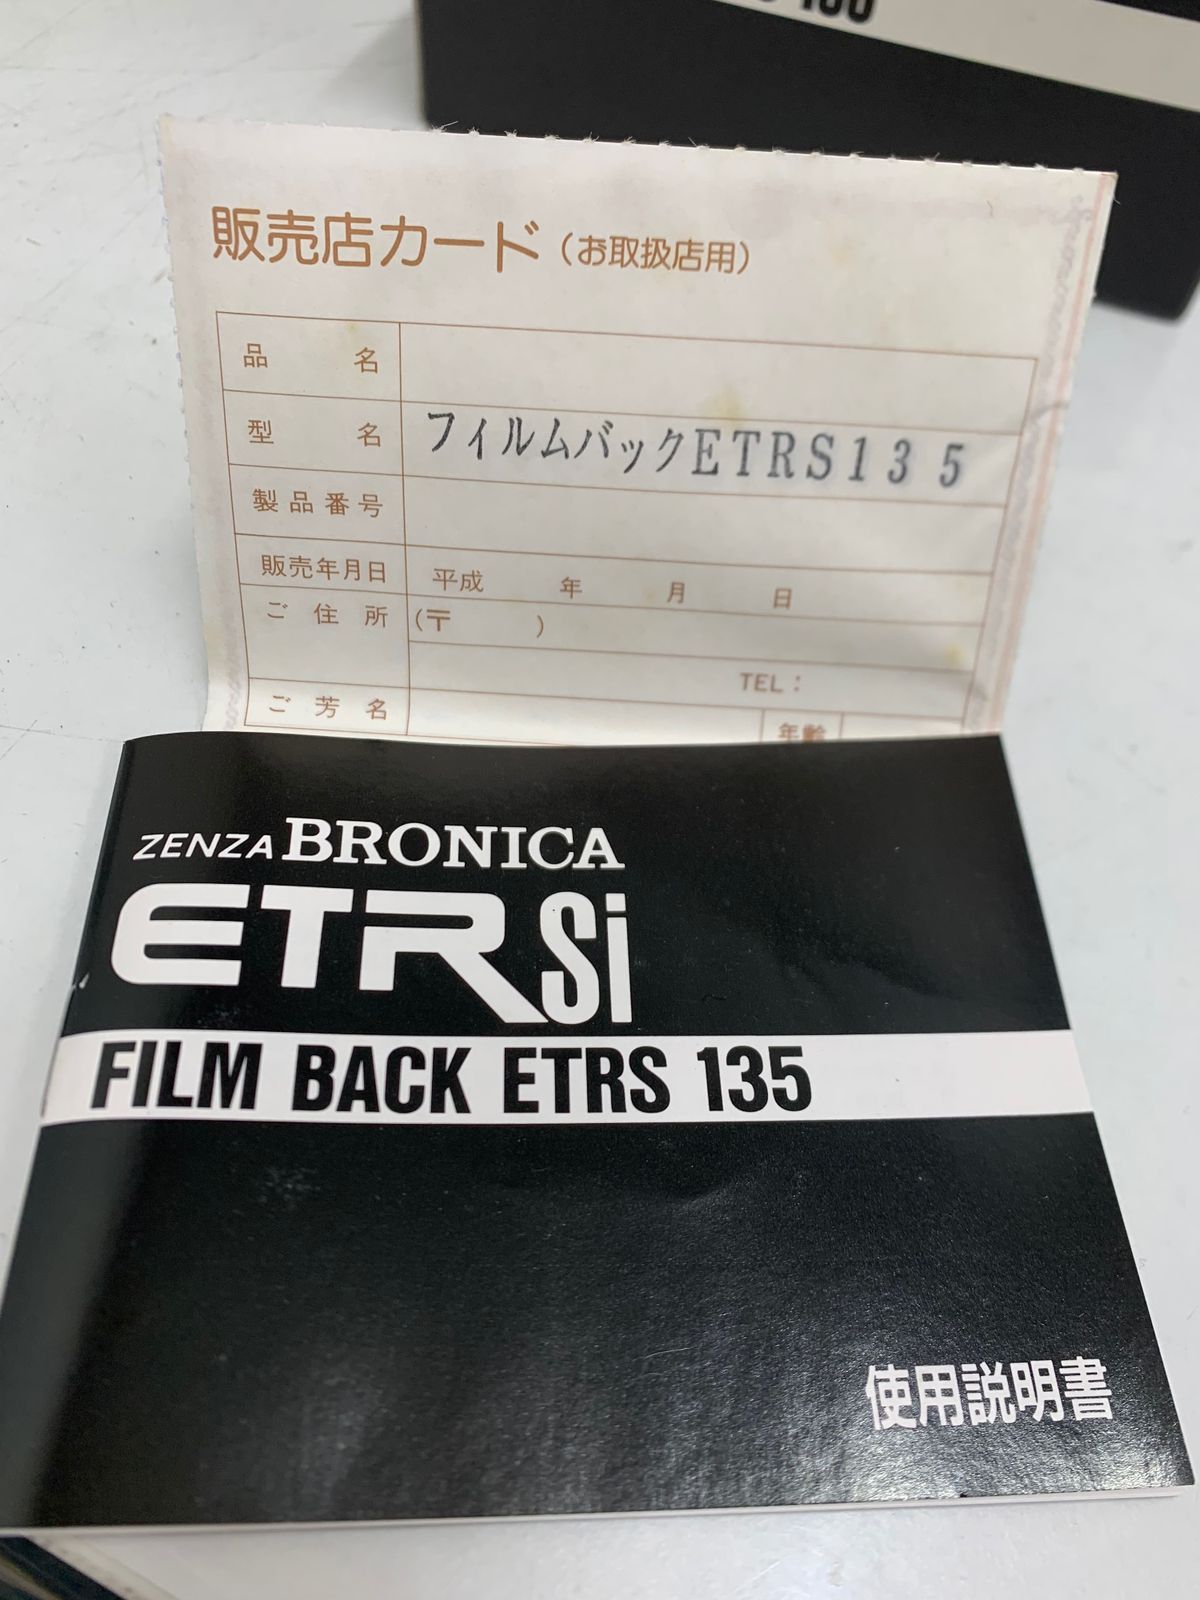 販売店カード（お取扱店用）
品名
型名 フィルムバックETRS135
製品番号
販売年月日 平成 年 月 日
ご住所 (〒 )
TEL：
ご芳名 年齢
ZENZA BRONICA
ETRSi
FILM BACK ETRS 135
使用説明書